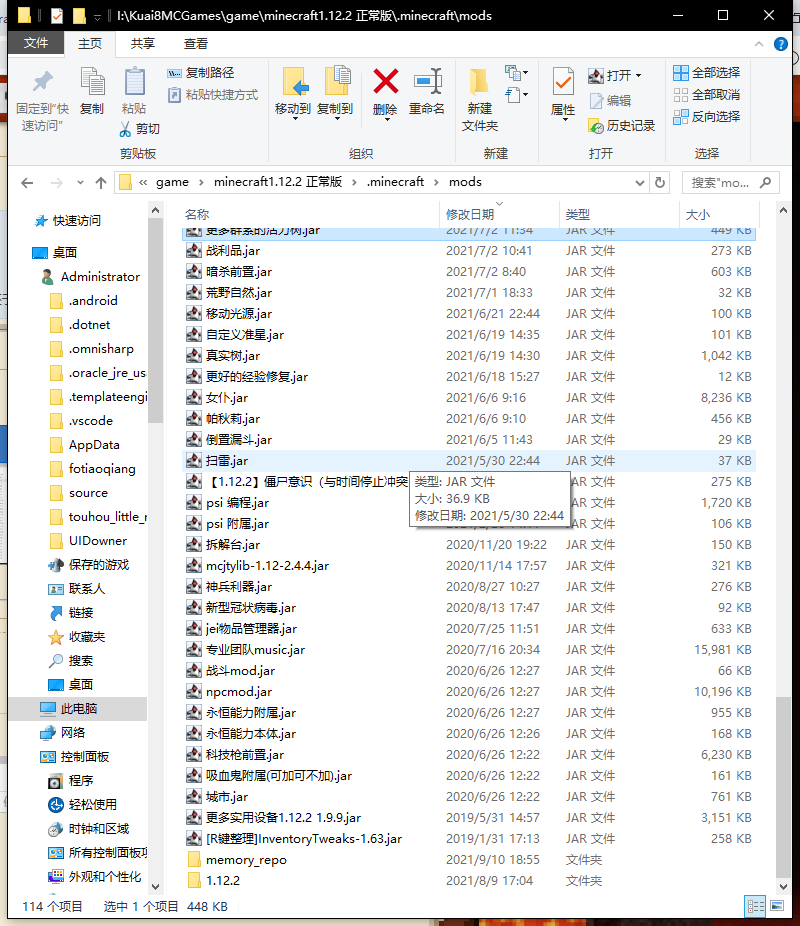 I:\Kuai8MCGames\game\minecraft1.12.2 正常版\.minecraft\mods
文件 主页 共享 查看
固定到"快速访问"
复制
粘贴
复制路径
粘贴快捷方式
剪切
剪贴板
移动到
复制到
删除
重命名
组织
新建文件夹
新建
属性
打开
编辑
历史记录
打开
全部选择
全部取消
反向选择
选择
« game › minecraft1.12.2 正常版 › .minecraft › mods
搜索"mo...
快速访问
桌面
Administrator
.android
.dotnet
.omnisharp
.oracle_jre_us
.templateengi
.vscode
AppData
fotiaoqiang
source
touhou_little_r
UIDowner
保存的游戏
联系人
链接
收藏夹
搜索
桌面
此电脑
网络
控制面板
程序
轻松使用
时钟和区域
所有控制面板项
外观和个性化
名称 修改日期 类型 大小
更多群系的活力树.jar 2021/7/2 11:34 JAR 文件 449 KB
战利品.jar 2021/7/2 10:41 JAR 文件 273 KB
暗杀前置.jar 2021/7/2 8:40 JAR 文件 603 KB
荒野自然.jar 2021/7/1 18:33 JAR 文件 32 KB
移动光源.jar 2021/6/21 22:44 JAR 文件 100 KB
自定义准星.jar 2021/6/19 14:35 JAR 文件 101 KB
真实树.jar 2021/6/19 14:30 JAR 文件 1,042 KB
更好的经验修复.jar 2021/6/18 15:27 JAR 文件 12 KB
女仆.jar 2021/6/6 9:16 JAR 文件 8,236 KB
帕秋莉.jar 2021/6/6 9:10 JAR 文件 456 KB
倒置漏斗.jar 2021/6/5 11:43 JAR 文件 29 KB
扫雷.jar 2021/5/30 22:44 JAR 文件 37 KB
【1.12.2】僵尸意识（与时间停止冲突 JAR 文件 275 KB
psi 编程.jar JAR 文件 1,720 KB
psi 附属.jar JAR 文件 106 KB
类型: JAR 文件
大小: 36.9 KB
修改日期: 2021/5/30 22:44
拆解台.jar 2020/11/20 19:22 JAR 文件 150 KB
mcjtylib-1.12-2.4.4.jar 2020/11/14 17:57 JAR 文件 321 KB
神兵利器.jar 2020/8/27 10:27 JAR 文件 276 KB
新型冠状病毒.jar 2020/8/13 17:47 JAR 文件 92 KB
jei物品管理器.jar 2020/7/25 11:51 JAR 文件 633 KB
专业团队music.jar 2020/7/16 20:34 JAR 文件 15,981 KB
战斗mod.jar 2020/6/26 12:27 JAR 文件 66 KB
npcmod.jar 2020/6/26 12:27 JAR 文件 10,196 KB
永恒能力附属.jar 2020/6/26 12:27 JAR 文件 955 KB
永恒能力本体.jar 2020/6/26 12:26 JAR 文件 168 KB
科技枪前置.jar 2020/6/26 12:22 JAR 文件 6,230 KB
吸血鬼附属(可加可不加).jar 2020/6/26 12:22 JAR 文件 161 KB
城市.jar 2020/6/26 12:22 JAR 文件 761 KB
更多实用设备1.12.2 1.9.9.jar 2019/5/31 14:57 JAR 文件 3,151 KB
[R键整理]InventoryTweaks-1.63.jar 2019/1/31 17:13 JAR 文件 258 KB
memory_repo 2021/9/10 18:55 文件夹
1.12.2 2021/8/9 17:04 文件夹
114 个项目 选中 1 个项目 448 KB